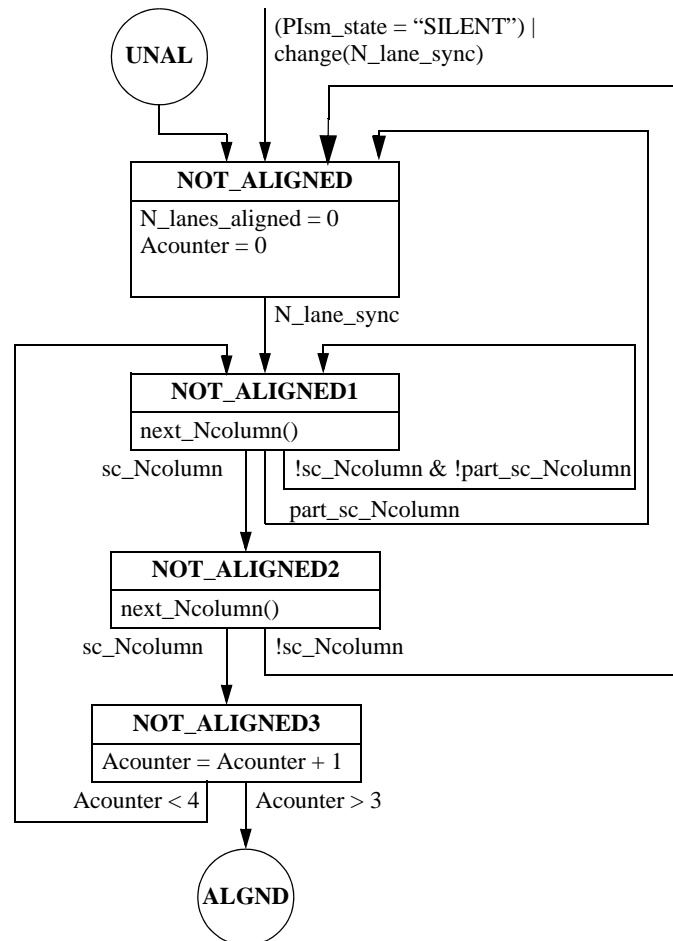 (PIsm_state = “SILENT”) |
change(N_lane_sync)
UNAL
NOT_ALIGNED
N_lanes_aligned = 0
Acounter = 0
N_lane_sync
NOT_ALIGNED1
next_Ncolumn()
sc_Ncolumn
!sc_Ncolumn & !part_sc_Ncolumn
part_sc_Ncolumn
NOT_ALIGNED2
next_Ncolumn()
sc_Ncolumn
!sc_Ncolumn
NOT_ALIGNED3
Acounter = Acounter + 1
Acounter < 4
Acounter > 3
ALGND